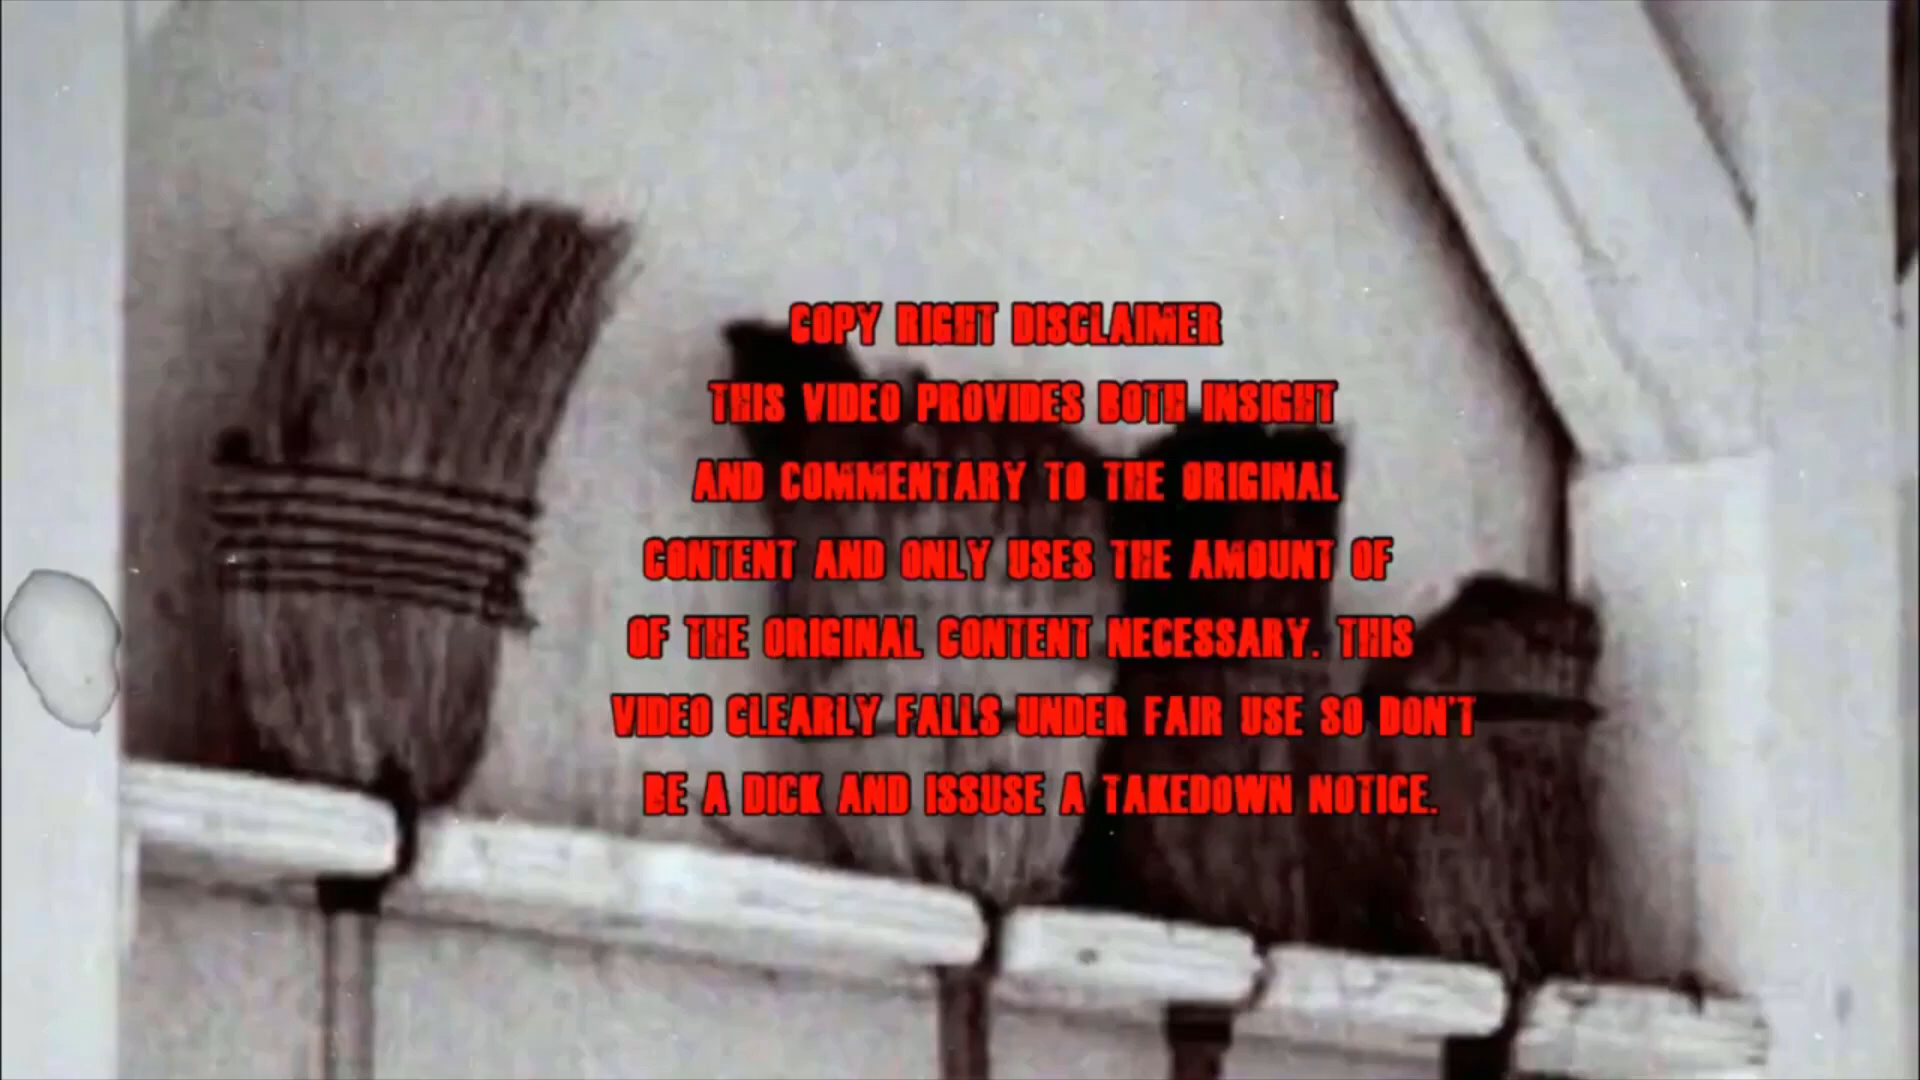 COPY RIGHT DISCLAIMER
THIS VIDEO PROVIDES BOTH INSIGHT
AND COMMENTARY TO THE ORIGINAL
CONTENT AND ONLY USES THE AMOUNT OF
OF THE ORIGINAL CONTENT NECESSARY. THIS
VIDEO CLEARLY FALLS UNDER FAIR USE SO DON'T
BE A DICK AND ISSUSE A TAKEDOWN NOTICE.